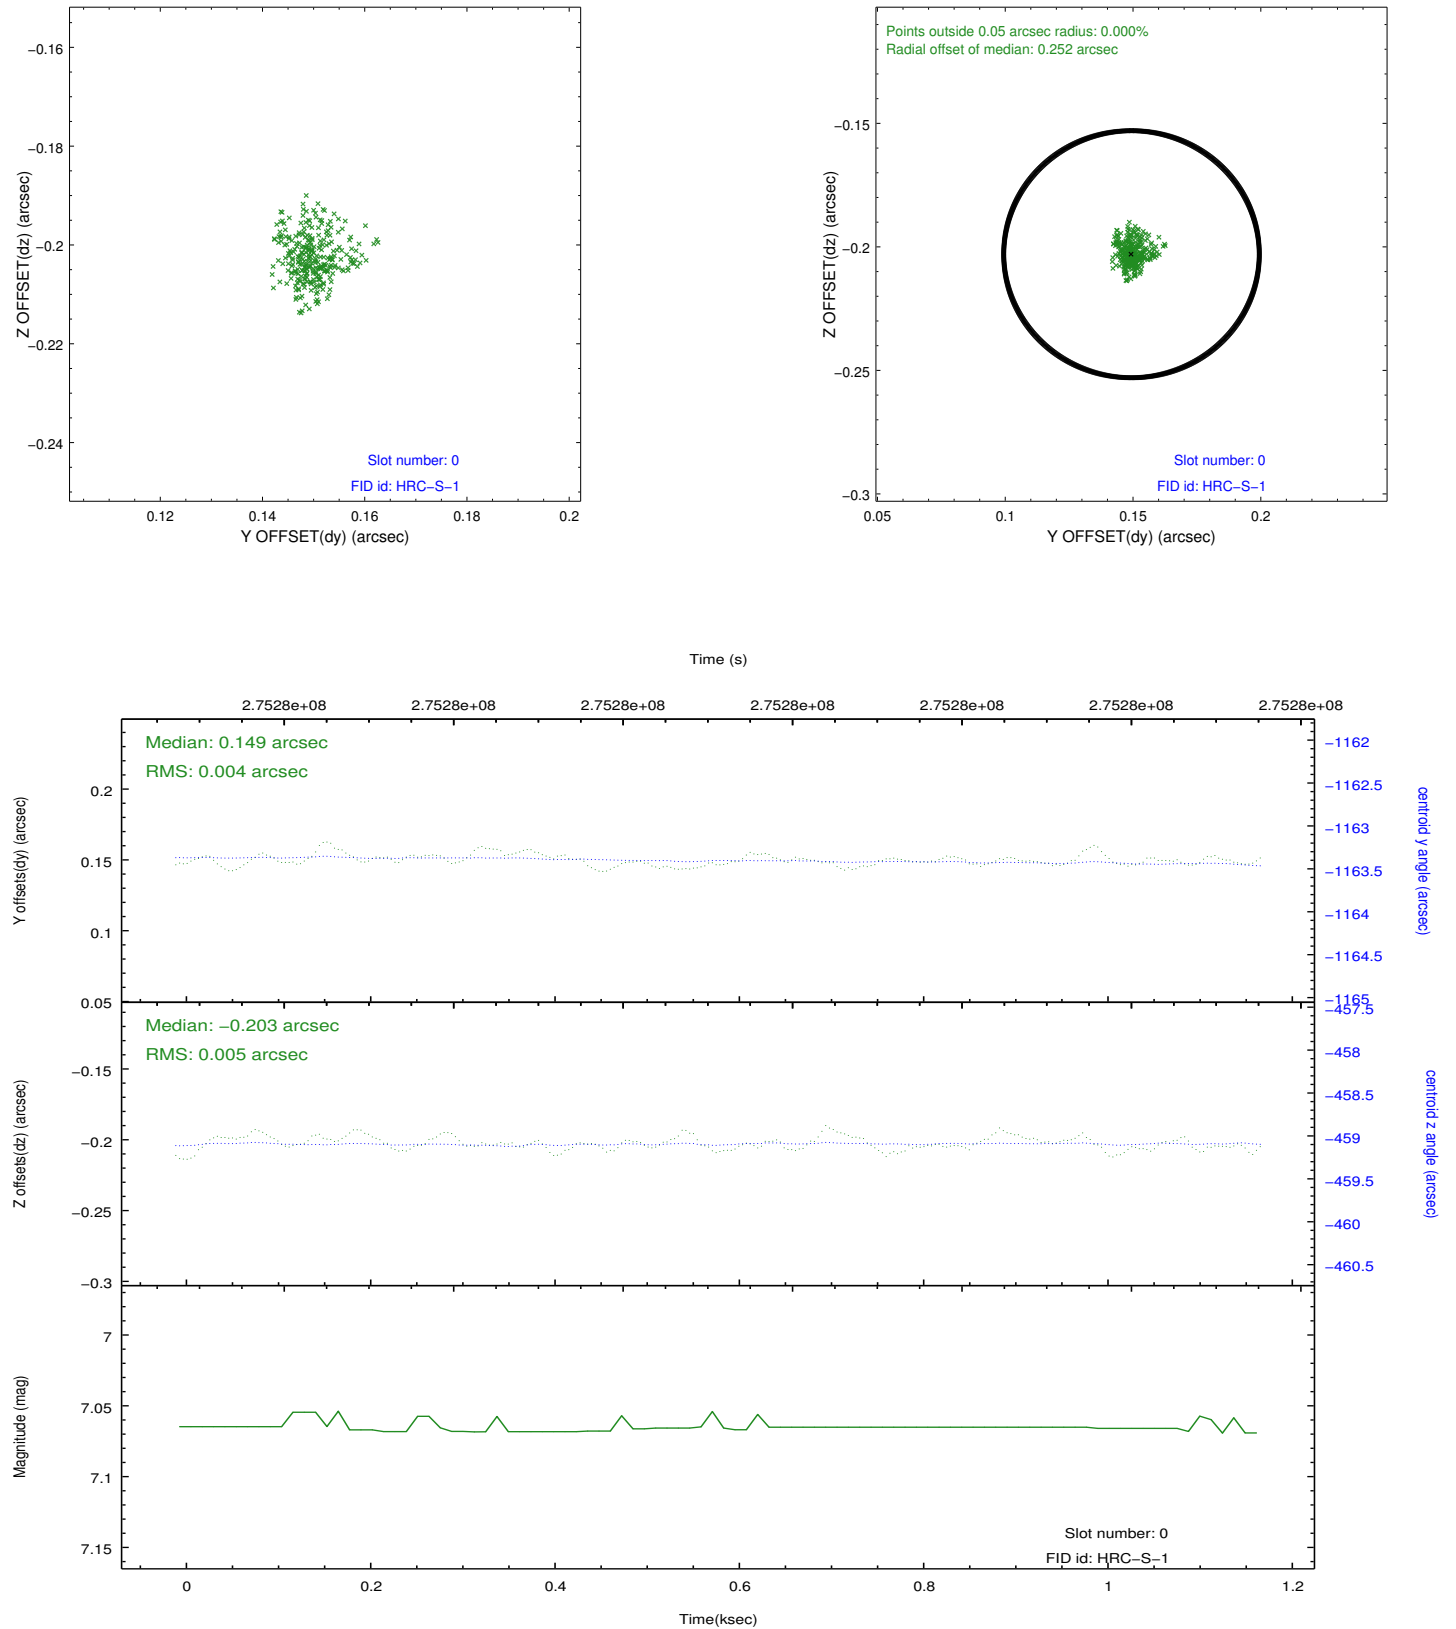 −0.16
−0.18
−0.2
−0.22
−0.24
Z OFFSET(dz) (arcsec)
Slot number: 0
FID id: HRC−S−1
0.12 0.14 0.16 0.18 0.2
Y OFFSET(dy) (arcsec)
Points outside 0.05 arcsec radius: 0.000%
Radial offset of median: 0.252 arcsec
−0.15
−0.2
−0.25
−0.3
Z OFFSET(dz) (arcsec)
Slot number: 0
FID id: HRC−S−1
0.05 0.1 0.15 0.2
Y OFFSET(dy) (arcsec)
Time (s)
2.7528e+08 2.7528e+08 2.7528e+08 2.7528e+08 2.7528e+08 2.7528e+08 2.7528e+08
Median: 0.149 arcsec
RMS: 0.004 arcsec
0.2
0.15
0.1
0.05
Y offsets(dy) (arcsec)
−1162
−1162.5
−1163
−1163.5
−1164
−1164.5
−1165
centroid y angle (arcsec)
Median: −0.203 arcsec
RMS: 0.005 arcsec
−0.15
−0.2
−0.25
−0.3
Z offsets(dz) (arcsec)
−457.5
−458
−458.5
−459
−459.5
−460
−460.5
centroid z angle (arcsec)
7
7.05
7.1
7.15
Magnitude (mag)
Slot number: 0
FID id: HRC−S−1
0 0.2 0.4 0.6 0.8 1 1.2
Time(ksec)